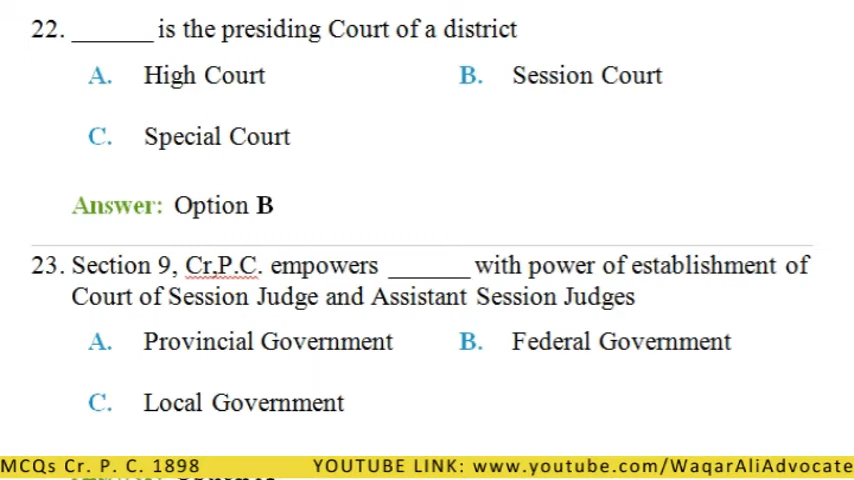 22. ______ is the presiding Court of a district
A. High Court B. Session Court
C. Special Court
Answer: Option B
23. Section 9, Cr.P.C. empowers ______ with power of establishment of
Court of Session Judge and Assistant Session Judges
A. Provincial Government B. Federal Government
C. Local Government
MCQs Cr. P. C. 1898 YOUTUBE LINK: www.youtube.com/WaqarAliAdvocate